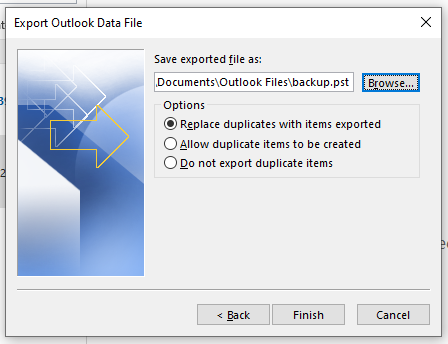 Export Outlook Data File
Save exported file as:
Documents\Outlook Files\backup.pst
Browse...
Options
Replace duplicates with items exported
Allow duplicate items to be created
Do not export duplicate items
< Back
Finish
Cancel